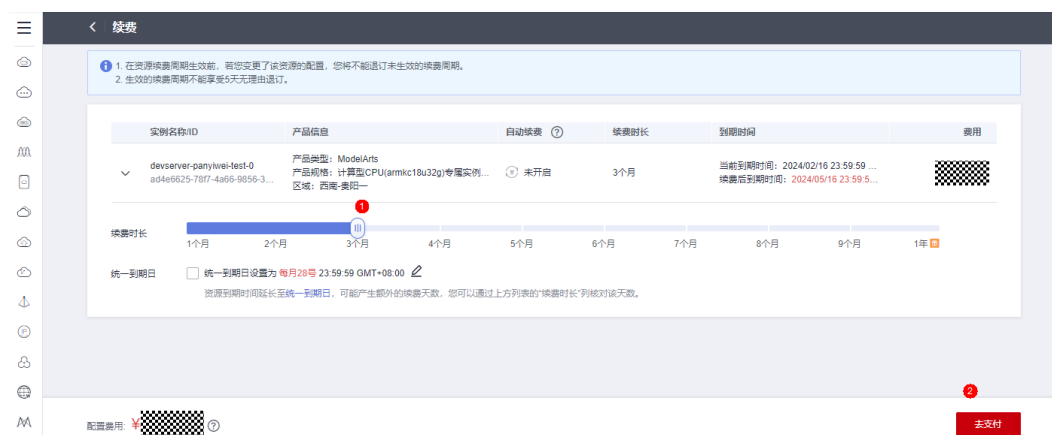 续费
1. 在资源续费周期生效前，若您变更了该资源的配置，您将不能退订未生效的续费周期。
2. 生效的续费周期不能享受5天无理由退订。
实例名称/ID 产品信息 自动续费 ? 续费时长 到期时间 费用
devserver-panyiwei-test-0
ad4e6625-78f7-4a66-9856-3...
产品类型：ModelArts
产品规格：计算型CPU(armkc18u32g)专属实例...
区域：西南-贵阳一
未开启
3个月
当前到期时间：2024/02/16 23:59:59 ...
续费后到期时间：2024/05/16 23:59:5...
1
续费时长
1个月 2个月 3个月 4个月 5个月 6个月 7个月 8个月 9个月 1年
统一到期日 统一到期日设置为 每月28号 23:59:59 GMT+08:00
资源到期时间延长至统一到期日，可能产生额外的续费天数，您可以通过上方列表的“续费时长”列核对该天数。
2
配置费用: ¥ ?
去支付